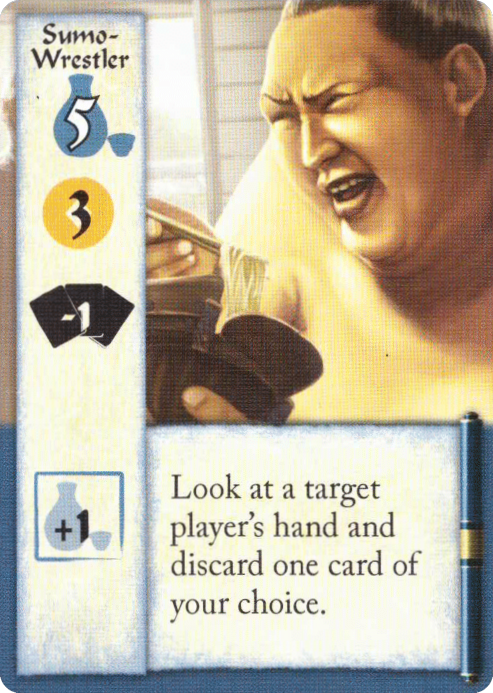 Sumo-
Wrestler
5
3
-1
+1
Look at a target
player's hand and
discard one card of
your choice.